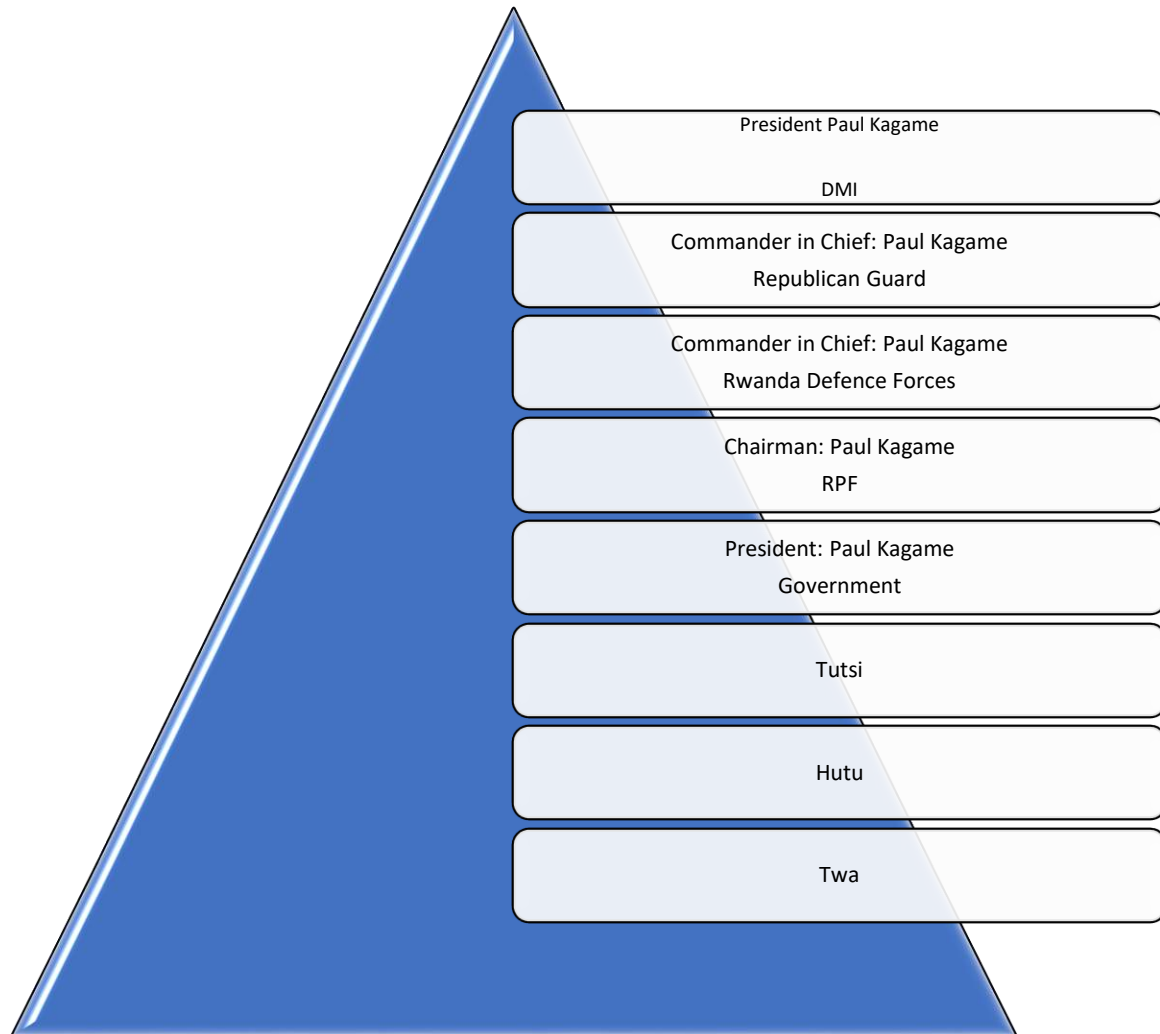 President Paul Kagame
DMI
Commander in Chief: Paul Kagame
Republican Guard
Commander in Chief: Paul Kagame
Rwanda Defence Forces
Chairman: Paul Kagame
RPF
President: Paul Kagame
Government
Tutsi
Hutu
Twa